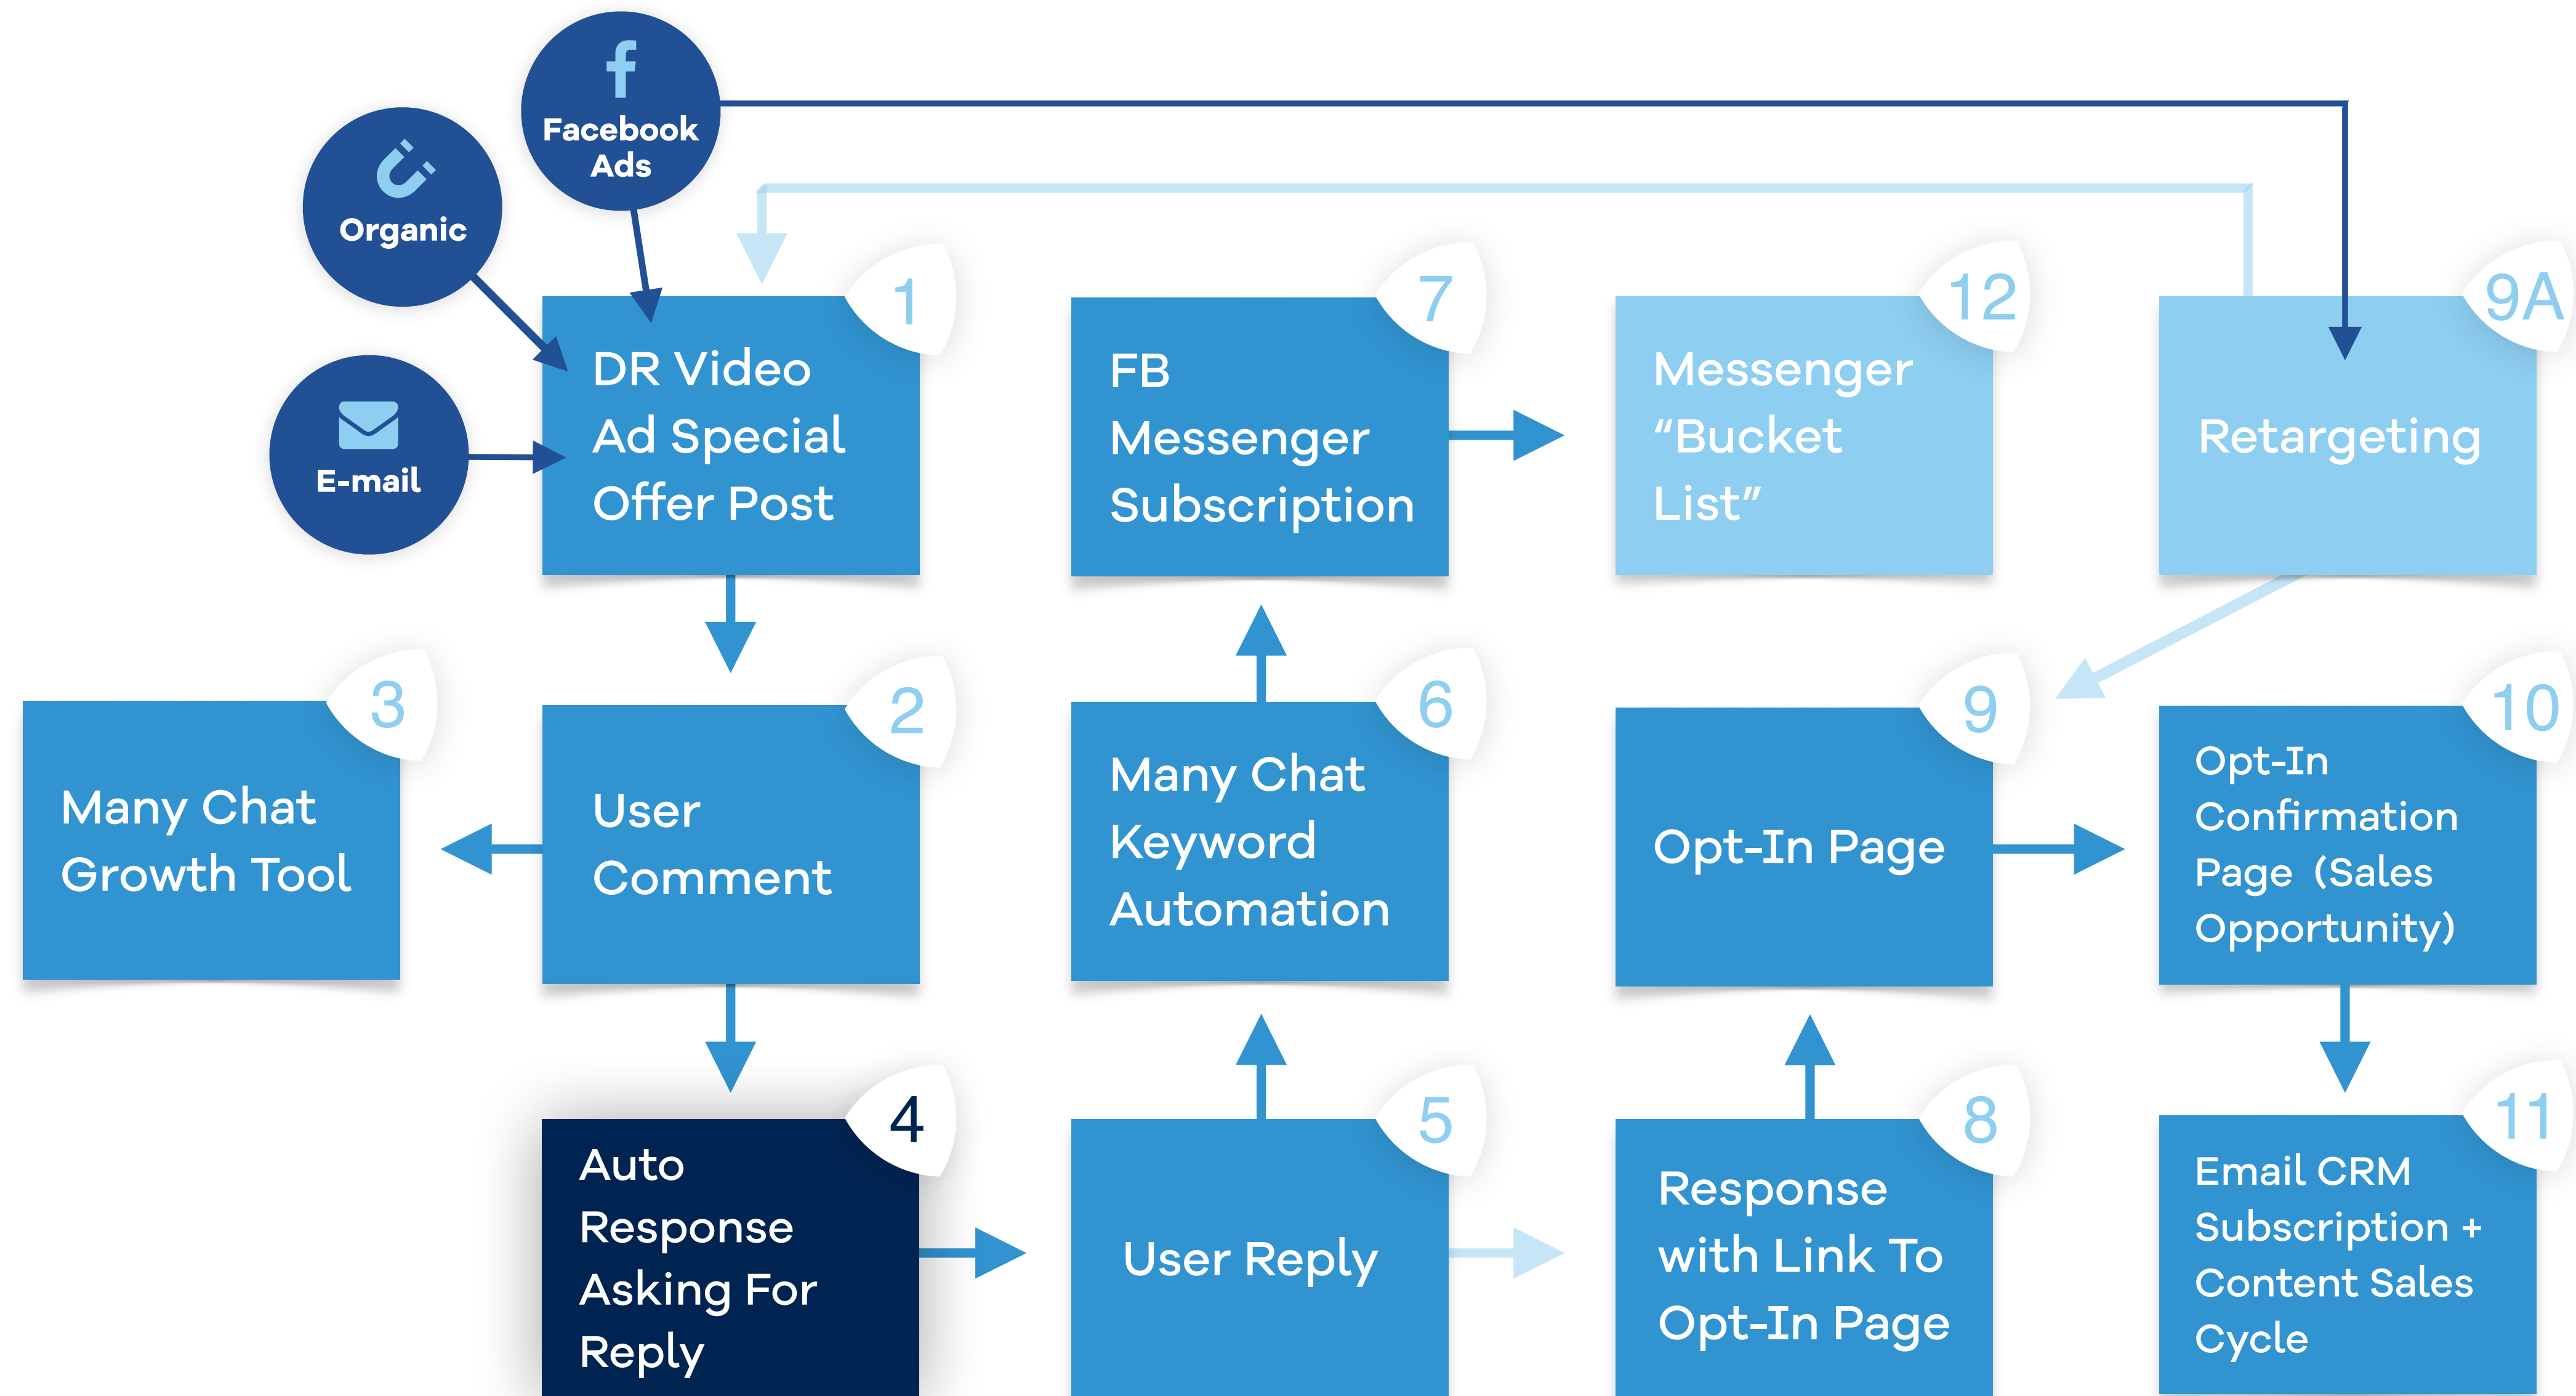 Facebook
Ads
Organic
E-mail
1
DR Video
Ad Special
Offer Post
7
FB
Messenger
Subscription
12
Messenger
“Bucket
List”
9A
Retargeting
3
Many Chat
Growth Tool
2
User
Comment
6
Many Chat
Keyword
Automation
9
Opt-In Page
10
Opt-In
Confirmation
Page (Sales
Opportunity)
4
Auto
Response
Asking For
Reply
5
User Reply
8
Response
with Link To
Opt-In Page
11
Email CRM
Subscription +
Content Sales
Cycle